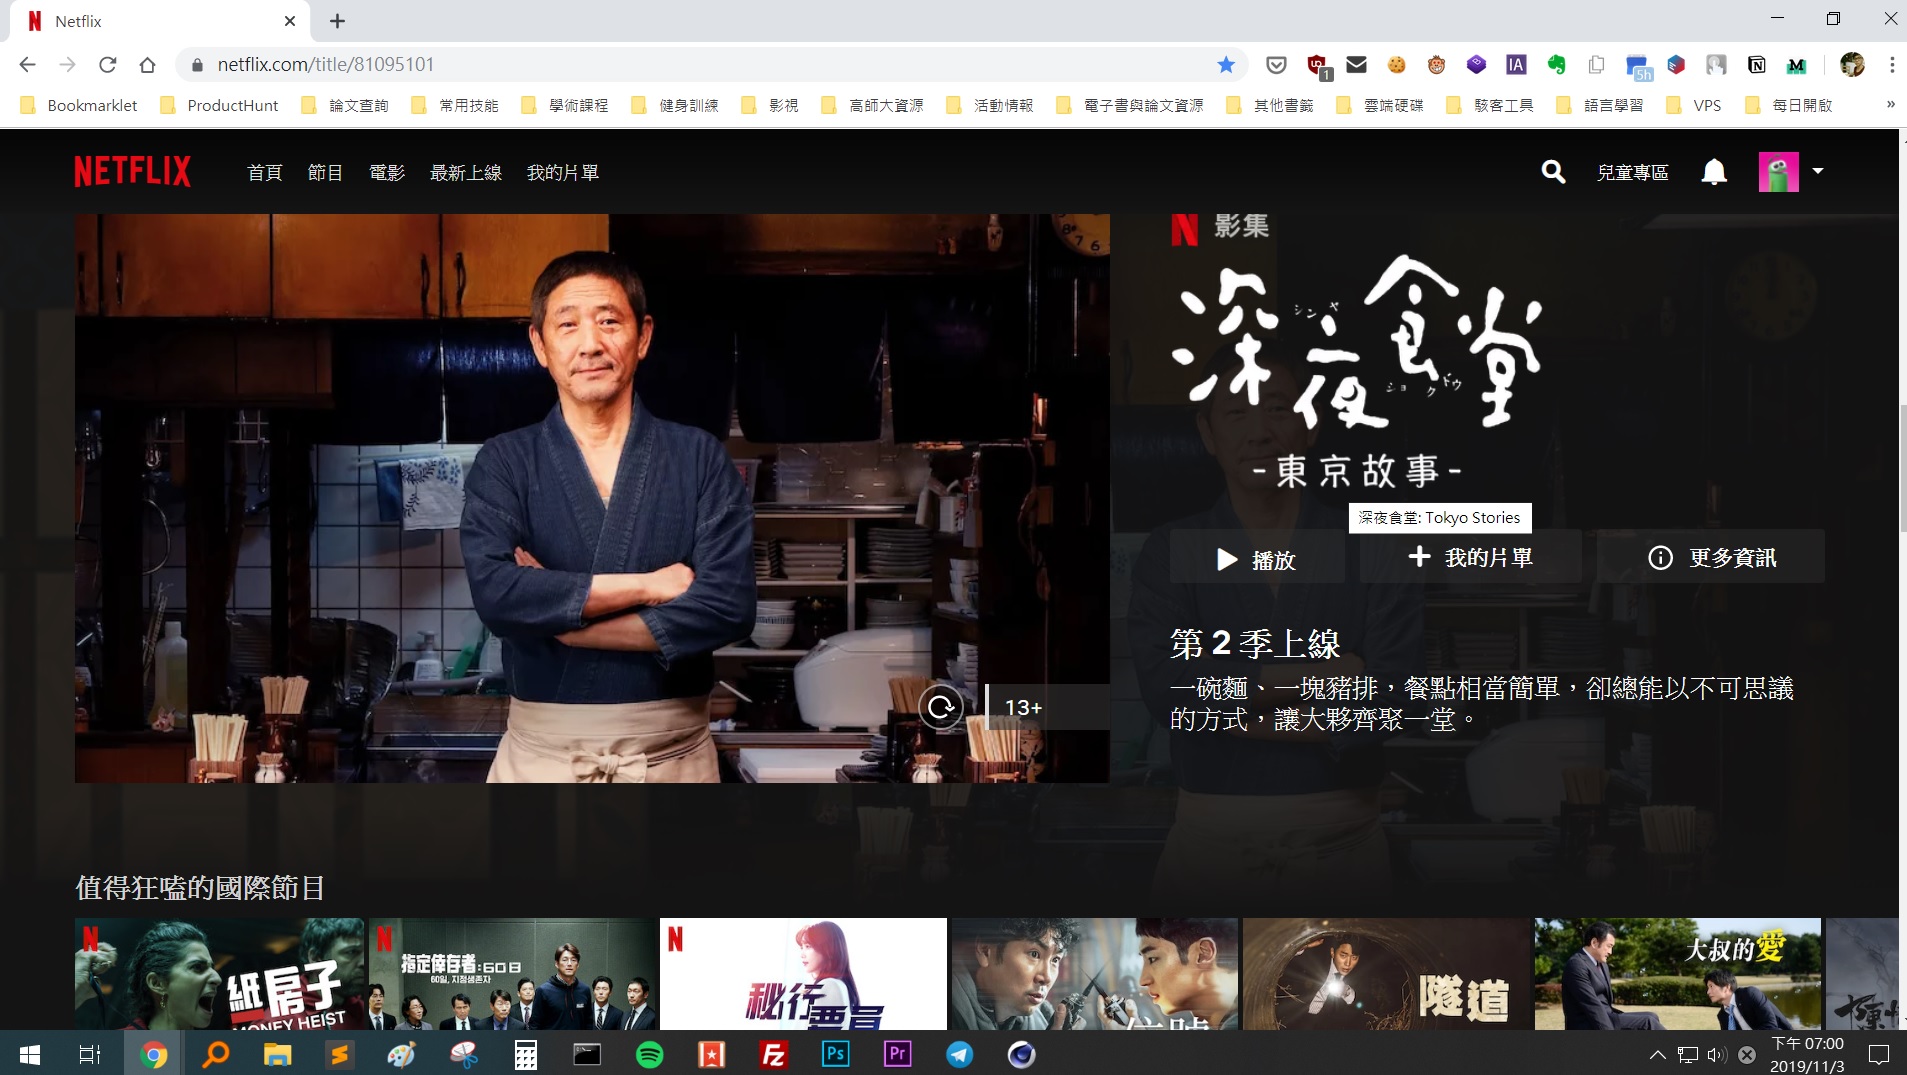 Netflix
netflix.com/title/81095101
1
IA
5h
N
M
Bookmarklet
ProductHunt
論文查詢
常用技能
學術課程
健身訓練
影視
高師大資源
活動情報
電子書與論文資源
其他書籤
雲端硬碟
駭客工具
語言學習
VPS
每日開啟
»
NETFLIX
首頁
節目
電影
最新上線
我的片單
兒童專區
N 影集
深夜食堂
シンヤ
ショクドウ
-東京故事-
深夜食堂: Tokyo Stories
播放
我的片單
更多資訊
第 2 季上線
一碗麵、一塊豬排，餐點相當簡單，卻總能以不可思議
的方式，讓大夥齊聚一堂。
13+
值得狂嗑的國際節目
N
紙房子
MONEY HEIST
N
指定倖存者:60日
60일, 지정생존자
N
秘行要員
信號
隧道
大叔的愛
Ps
Pr
Fz
下午 07:00
2019/11/3